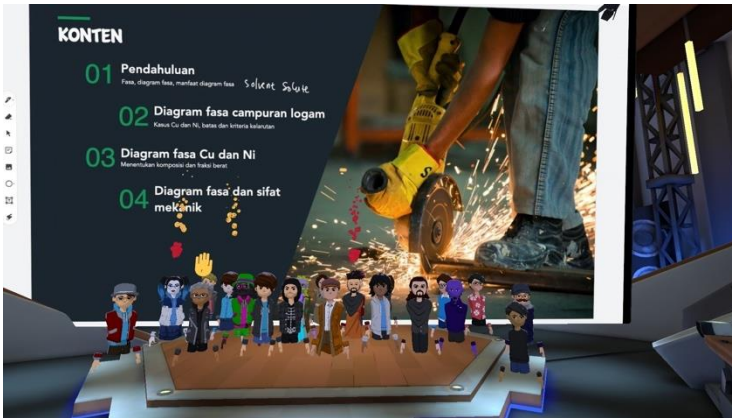 KONTEN
01 Pendahuluan
Fasa, diagram fasa, manfaat diagram fasa
Solvent Solute
02 Diagram fasa campuran logam
Kasus Cu dan Ni, batas dan kriteria kelarutan
03 Diagram fasa Cu dan Ni
Menentukan komposisi dan fraksi berat
04 Diagram fasa dan sifat
mekanik